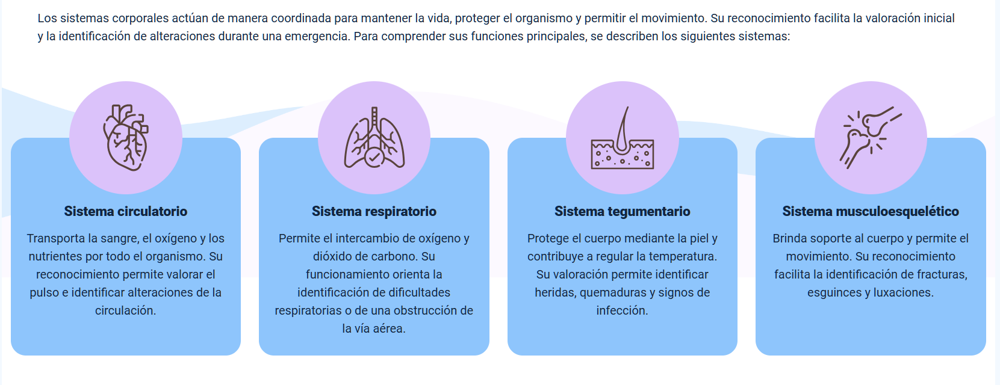 Los sistemas corporales actúan de manera coordinada para mantener la vida, proteger el organismo y permitir el movimiento. Su reconocimiento facilita la valoración inicial
y la identificación de alteraciones durante una emergencia. Para comprender sus funciones principales, se describen los siguientes sistemas:
Sistema circulatorio
Transporta la sangre, el oxígeno y los
nutrientes por todo el organismo. Su
reconocimiento permite valorar el
pulso e identificar alteraciones de la
circulación.
Sistema respiratorio
Permite el intercambio de oxígeno y
dióxido de carbono. Su
funcionamiento orienta la
identificación de dificultades
respiratorias o de una obstrucción de
la vía aérea.
Sistema tegumentario
Protege el cuerpo mediante la piel y
contribuye a regular la temperatura.
Su valoración permite identificar
heridas, quemaduras y signos de
infección.
Sistema musculoesquelético
Brinda soporte al cuerpo y permite el
movimiento. Su reconocimiento
facilita la identificación de fracturas,
esguinces y luxaciones.